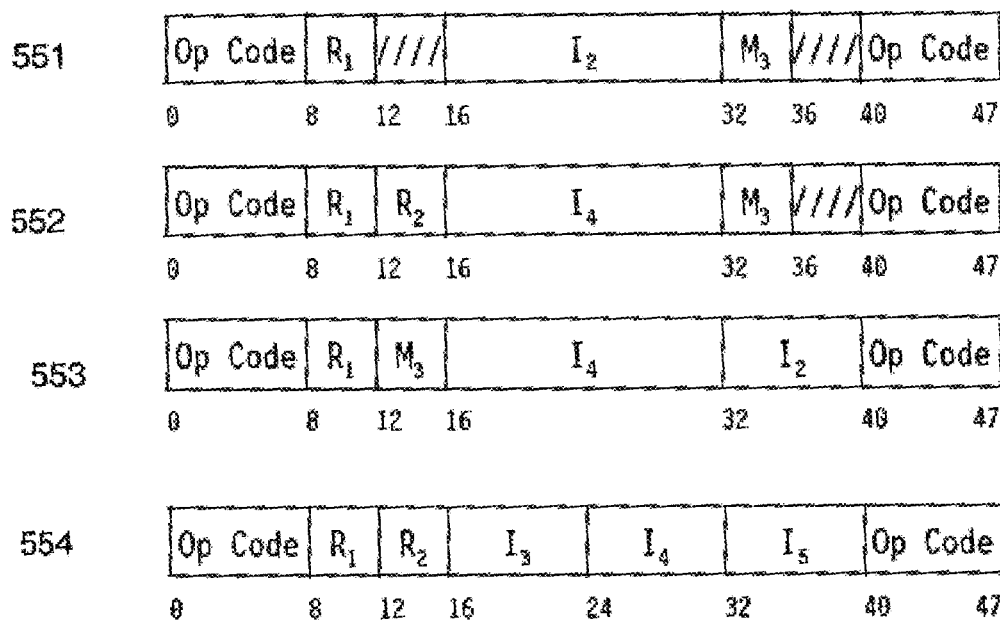 551 Op Code R₁ //// I₂ M₃ //// Op Code
0 8 12 16 32 36 40 47
552 Op Code R₁ R₂ I₄ M₃ //// Op Code
0 8 12 16 32 36 40 47
553 Op Code R₁ M₃ I₄ I₂ Op Code
0 8 12 16 32 40 47
554 Op Code R₁ R₂ I₃ I₄ I₅ Op Code
0 8 12 16 24 32 40 47